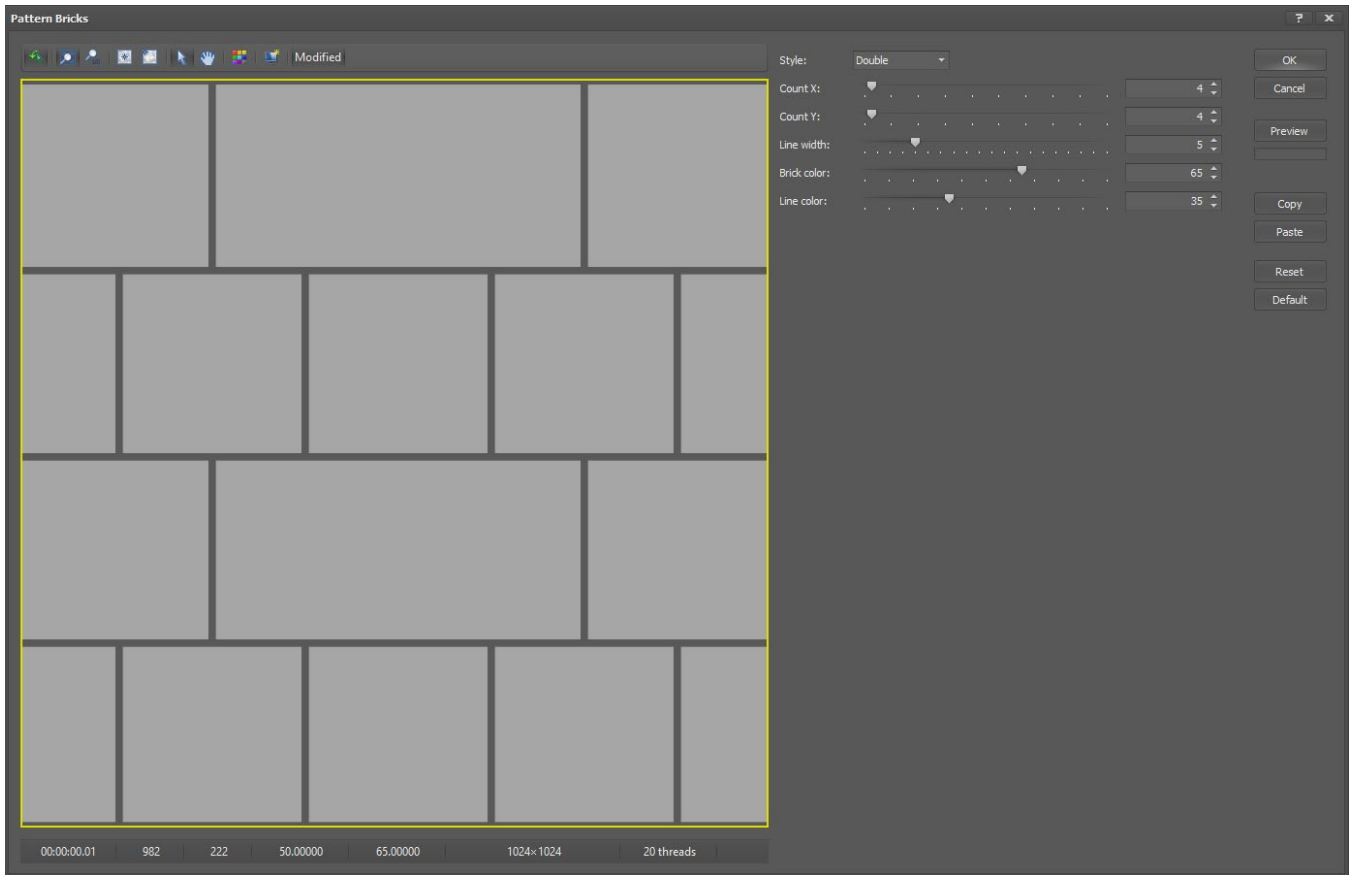 Pattern Bricks
? x
Modified
Style: Double
OK
Count X: 4
Cancel
Count Y: 4
Preview
Line width: 5
Brick color: 65
Line color: 35
Copy
Paste
Reset
Default
00:00:00.01 982 222 50.00000 65.00000 1024×1024 20 threads